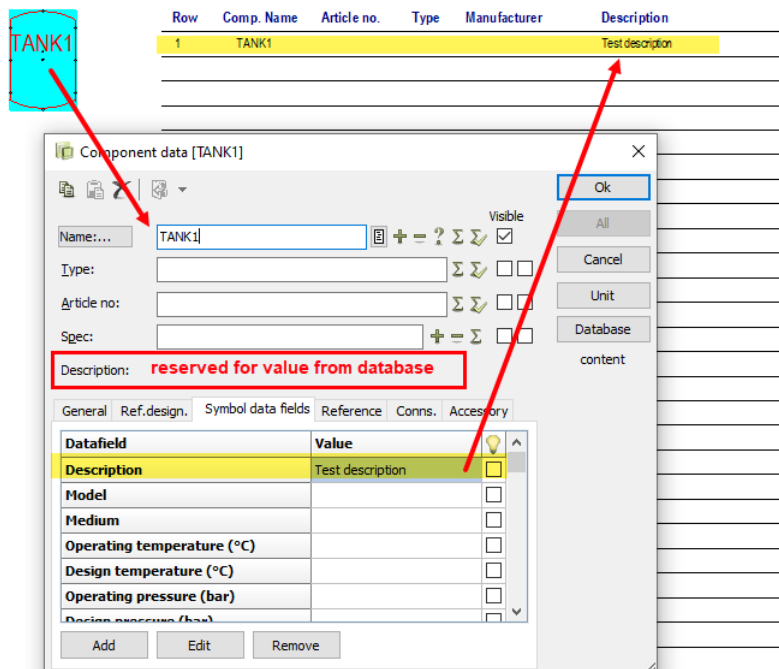 Row Comp. Name Article no. Type Manufacturer Description
TANK1
1 TANK1 Test description
Component data [TANK1]
Ok
Visible
All
Name:... TANK1
Cancel
Type:
Unit
Article no:
Database
Spec:
content
Description: reserved for value from database
General Ref.design. Symbol data fields Reference Conns. Accessory
Datafield Value
Description Test description
Model
Medium
Operating temperature (°C)
Design temperature (°C)
Operating pressure (bar)
Design pressure (bar)
Add Edit Remove